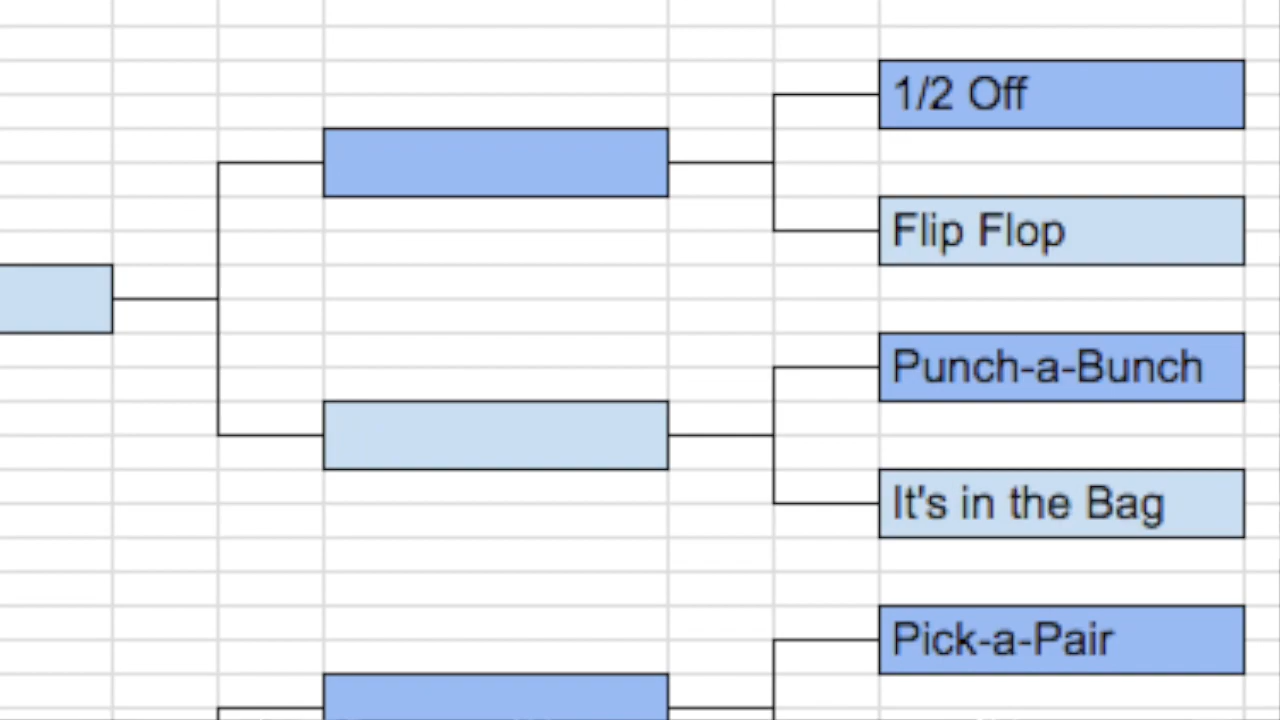 1/2 Off
Flip Flop
Punch-a-Bunch
It's in the Bag
Pick-a-Pair